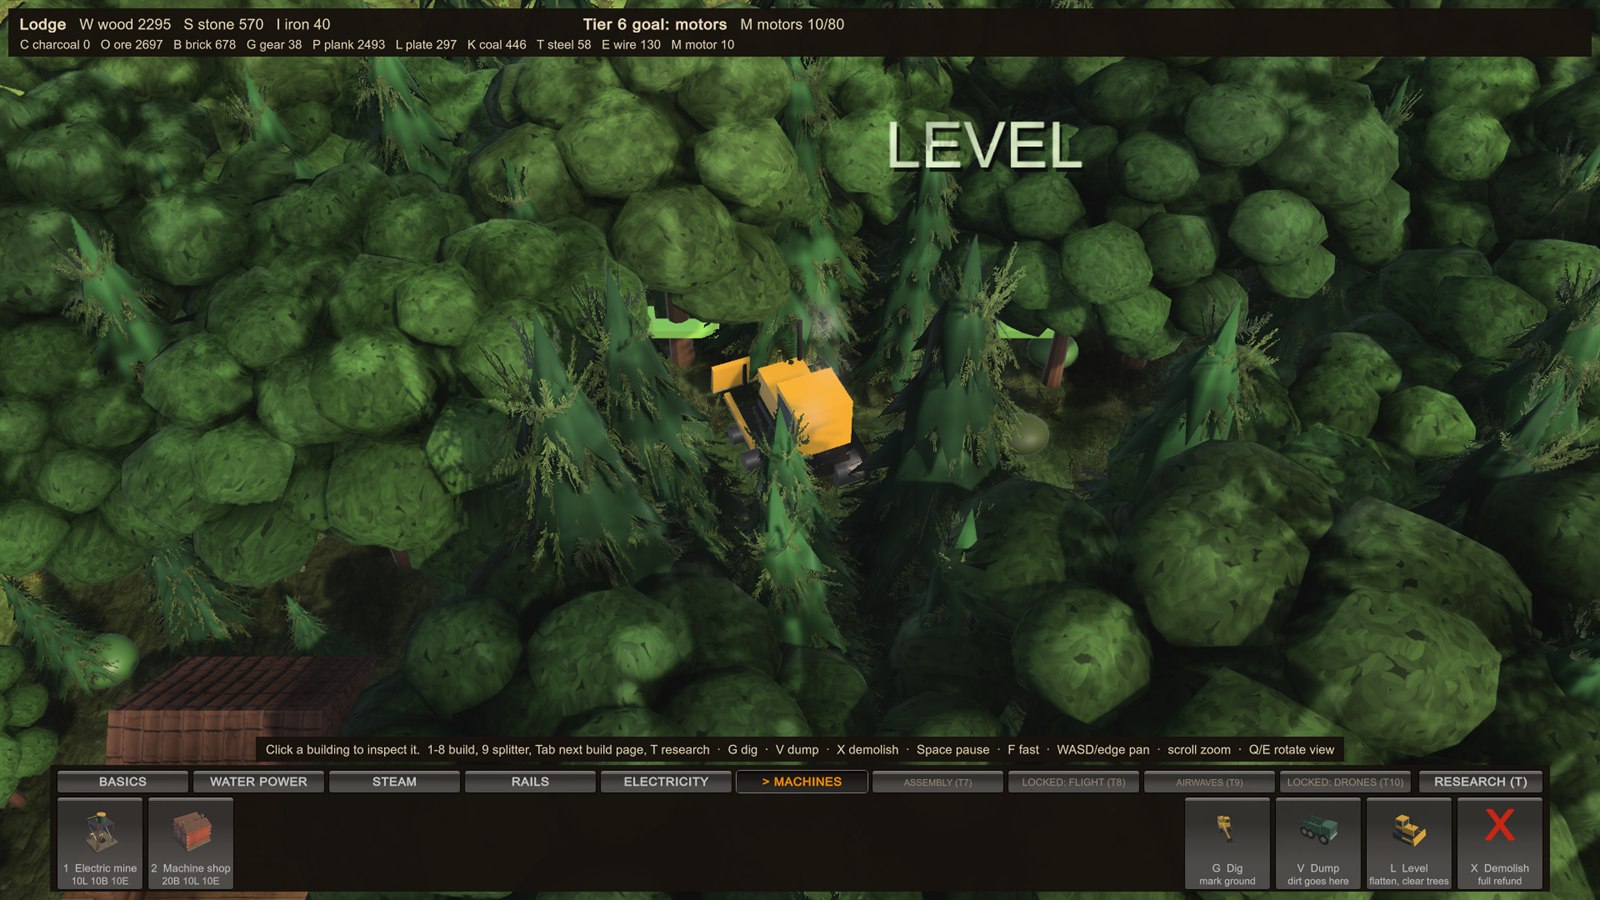 Lodge W wood 2295 S stone 570 I iron 40 Tier 6 goal: motors M motors 10/80
C charcoal 0 O ore 2697 B brick 678 G gear 38 P plank 2493 L plate 297 K coal 446 T steel 58 E wire 130 M motor 10
LEVEL
Click a building to inspect it. 1-8 build, 9 splitter, Tab next build page, T research · G dig · V dump · X demolish · Space pause · F fast · WASD/edge pan · scroll zoom · Q/E rotate view
BASICS WATER POWER STEAM RAILS ELECTRICITY > MACHINES ASSEMBLY (T7) LOCKED: FLIGHT (T8) AIRWAVES (T9) LOCKED: DRONES (T10) RESEARCH (T)
1 Electric mine 2 Machine shop G Dig V Dump L Level X Demolish
10L 10B 10E 20B 10L 10E mark ground dirt goes here flatten, clear trees full refund